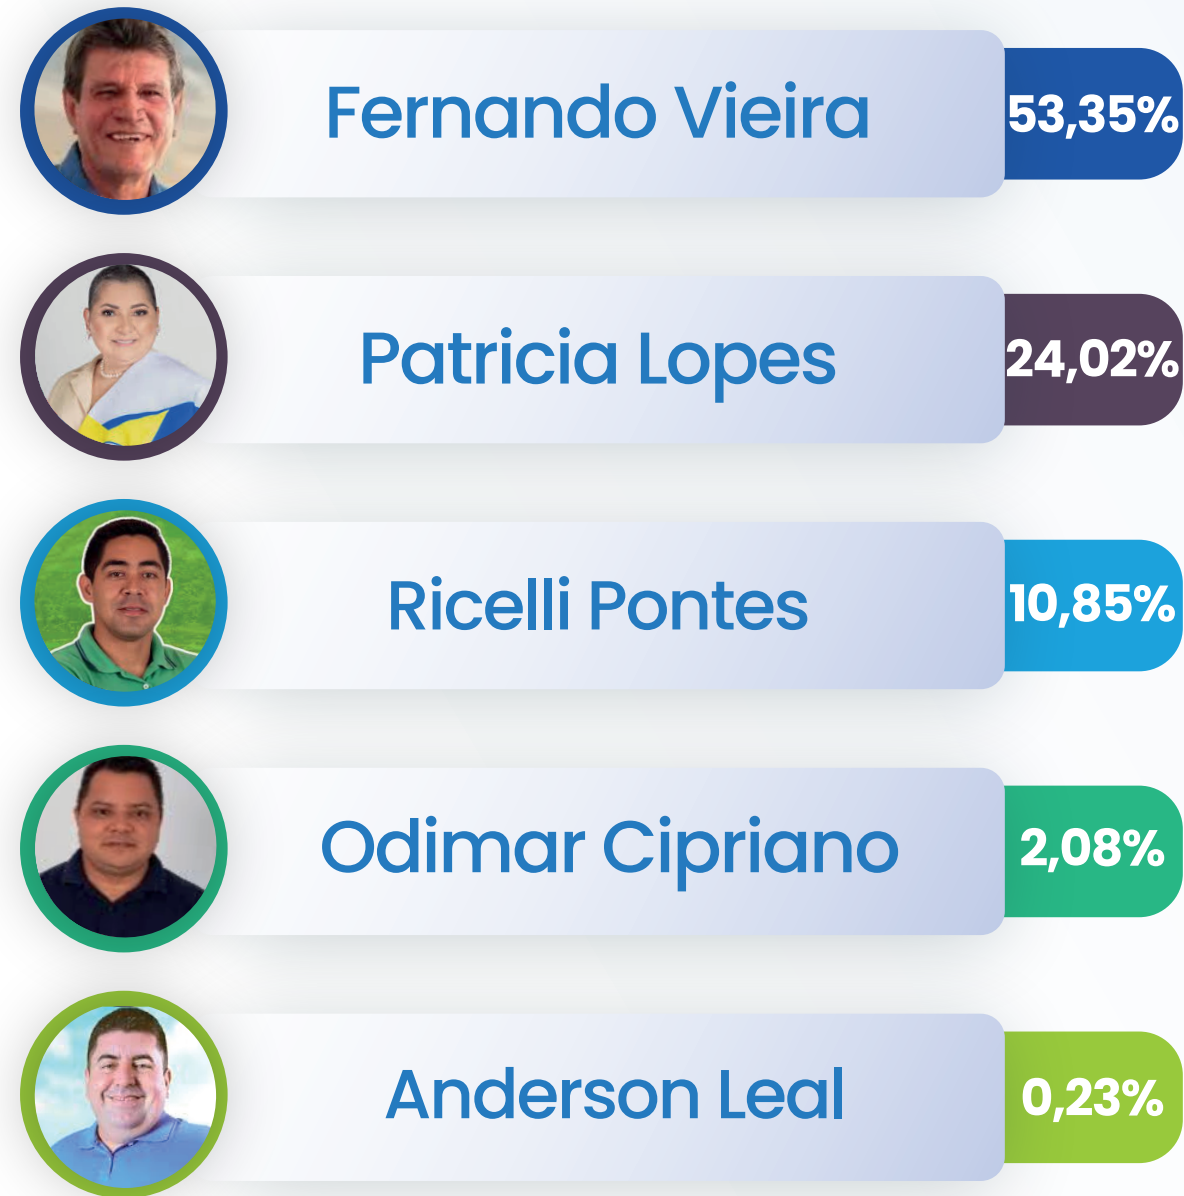 Fernando Vieira 53,35%
Patricia Lopes 24,02%
Ricelli Pontes 10,85%
Odimar Cipriano 2,08%
Anderson Leal 0,23%